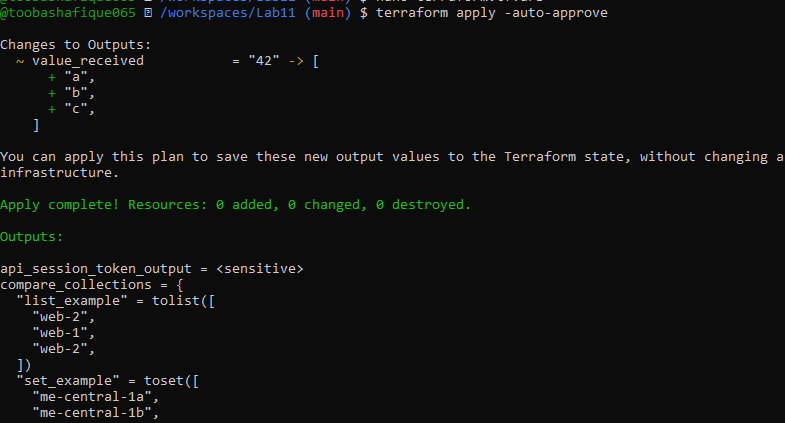 @toobashafique065 /workspaces/Lab11 (main) $ terraform apply -auto-approve
Changes to Outputs:
~ value_received = "42" -> [
+ "a",
+ "b",
+ "c",
]
You can apply this plan to save these new output values to the Terraform state, without changing a
infrastructure.
Apply complete! Resources: 0 added, 0 changed, 0 destroyed.
Outputs:
api_session_token_output = <sensitive>
compare_collections = {
"list_example" = tolist([
"web-2",
"web-1",
"web-2",
])
"set_example" = toset([
"me-central-1a",
"me-central-1b",